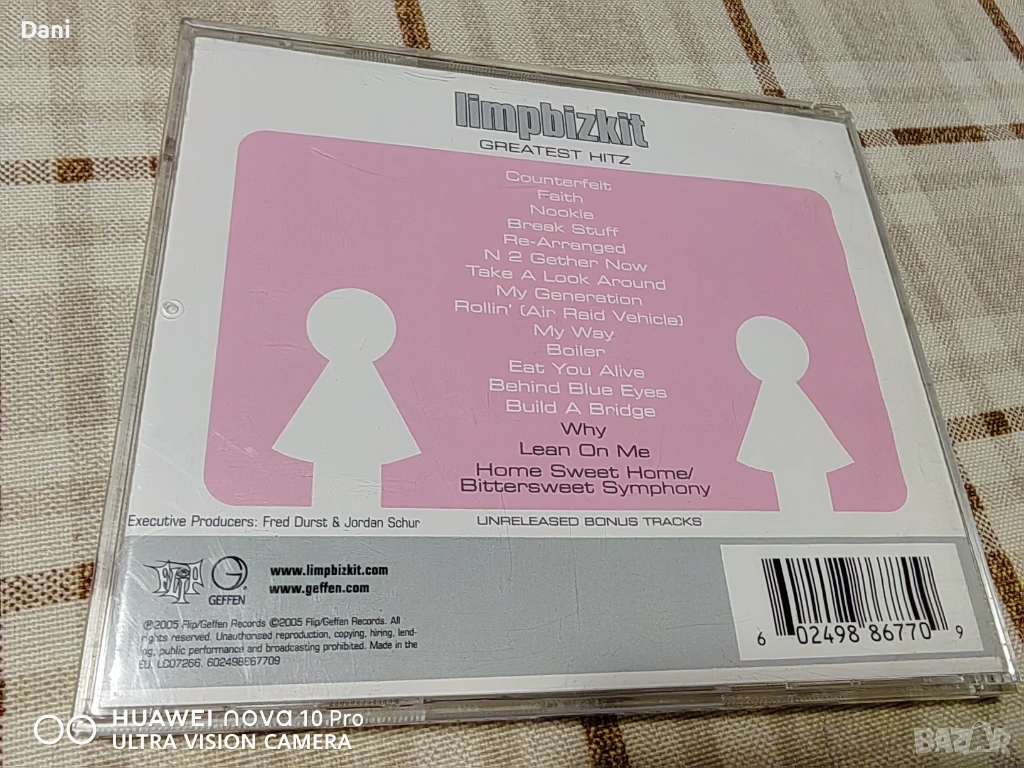 Dani
limpbizkit
GREATEST HITZ
Counterfeit
Faith
Nookie
Break Stuff
Re-Arranged
N 2 Gether Now
Take A Look Around
My Generation
Rollin' (Air Raid Vehicle)
My Way
Boiler
Eat You Alive
Behind Blue Eyes
Build A Bridge
Why
Lean On Me
Home Sweet Home/
Bittersweet Symphony
Executive Producers: Fred Durst & Jordan Schur
UNRELEASED BONUS TRACKS
FLIP
G
GEFFEN
www.limpbizkit.com
www.geffen.com
℗2005 Flip/Geffen Records ©2005 Flip/Geffen Records. All
rights reserved. Unauthorised reproduction, copying, hiring, lend-
ing, public performance and broadcasting prohibited. Made in the
EU. LC07266. 602498867709
6 02498 86770 9
HUAWEI nova 10 Pro
ULTRA VISION CAMERA
BAZAR